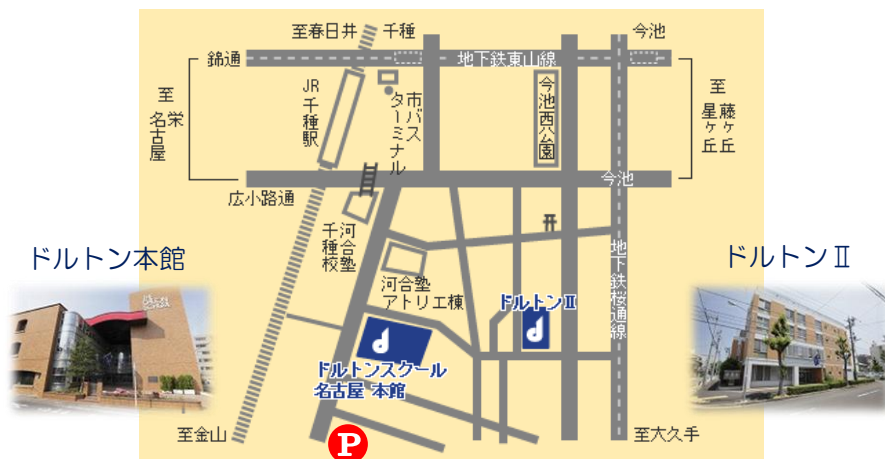 至春日井
千種
今池
錦通
地下鉄東山線
至
栄
名古屋
JR
千種駅
市バス
ターミナル
今池西公園
至
藤ヶ丘
星ヶ丘
広小路通
今池
河合塾
千種校
河合塾
アトリエ棟
地下鉄桜通線
ドルトン本館
ドルトンⅡ
ドルトンⅡ
d
d
ドルトンスクール
名古屋 本館
至金山
P
至大久手